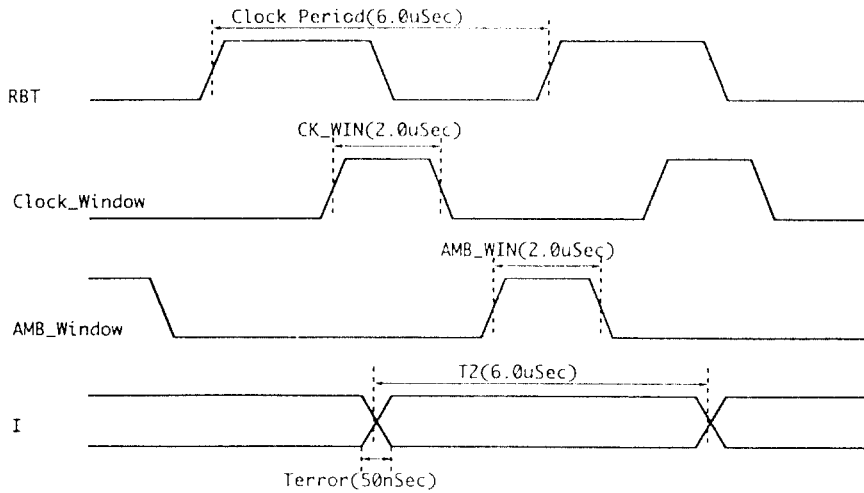 Clock Period(6.0uSec)
RBT
CK_WIN(2.0uSec)
Clock_Window
AMB_WIN(2.0uSec)
AMB_Window
T2(6.0uSec)
I
Terror(50nSec)